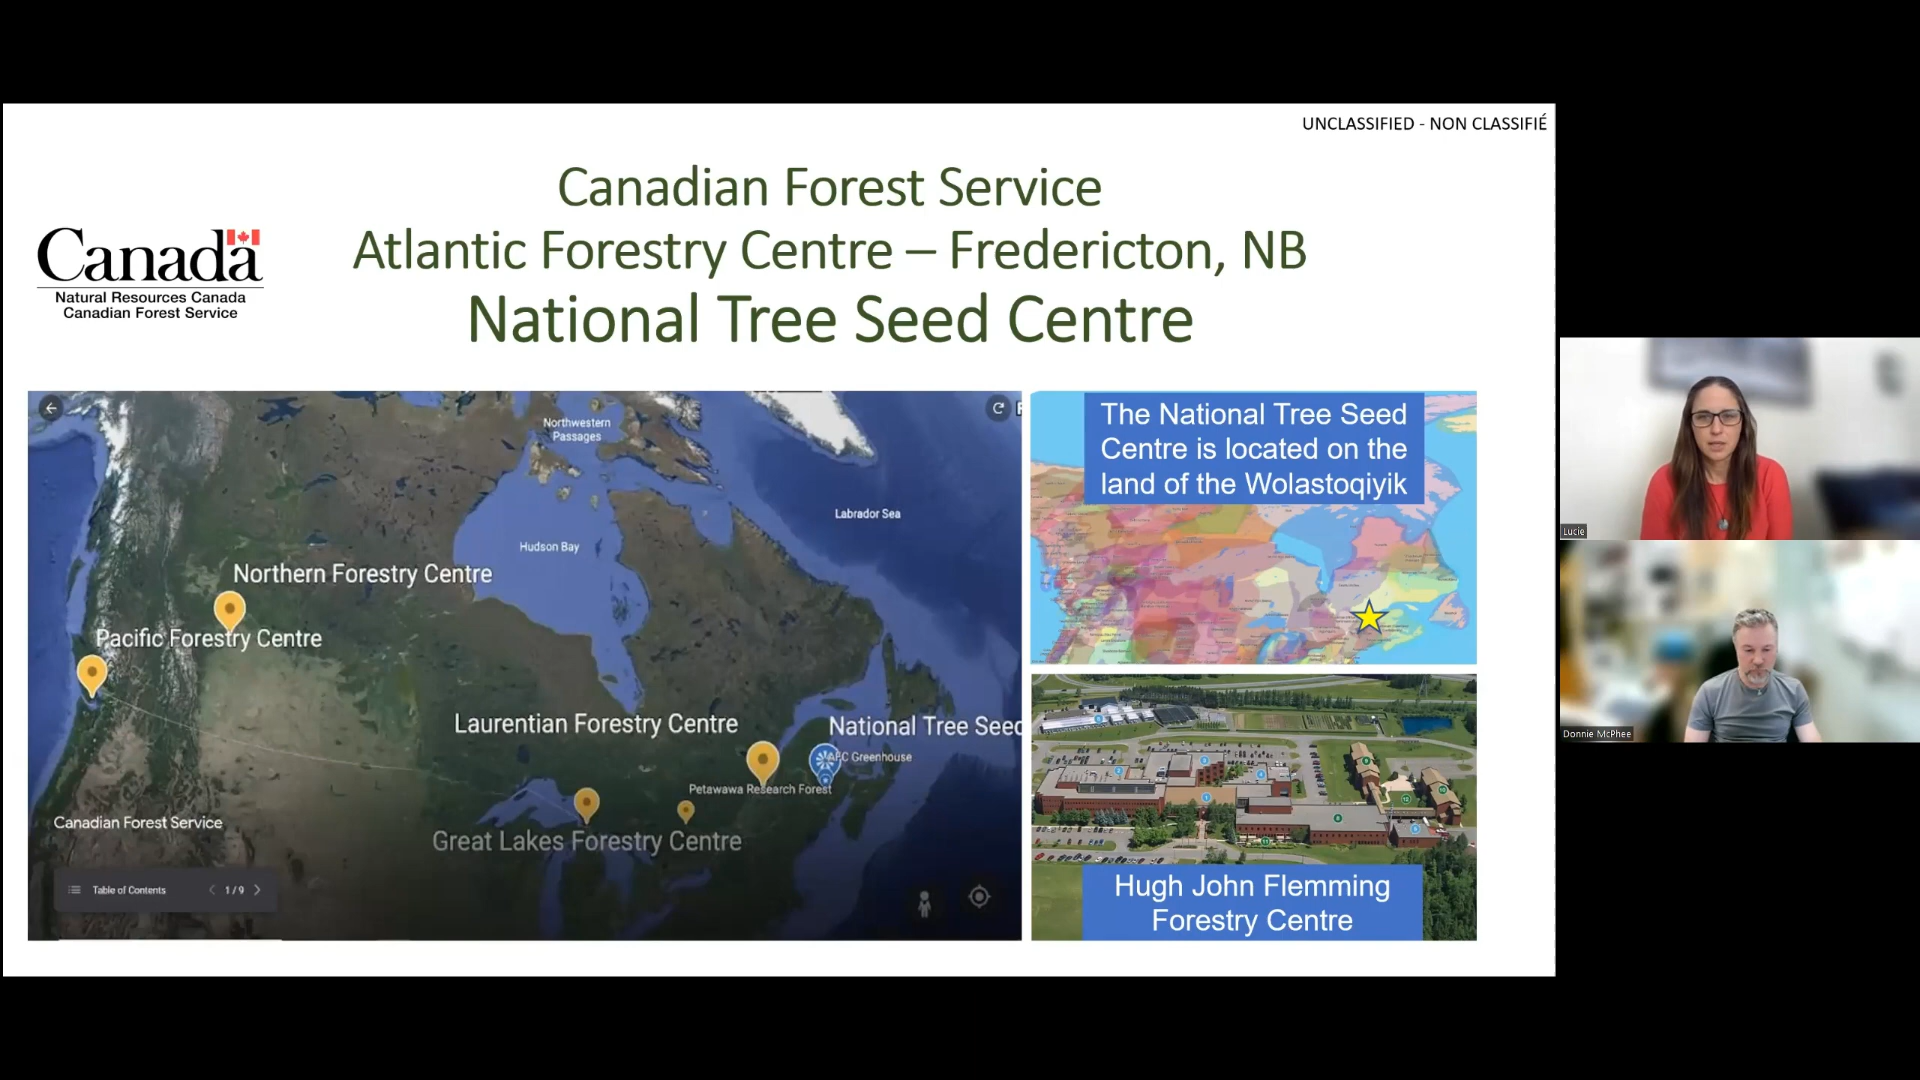 UNCLASSIFIED - NON CLASSIFIÉ
Canadian Forest Service
Atlantic Forestry Centre – Fredericton, NB
National Tree Seed Centre
Canada
Natural Resources Canada
Canadian Forest Service
Northwestern
Passages
Labrador Sea
Hudson Bay
Northern Forestry Centre
Pacific Forestry Centre
Laurentian Forestry Centre
National Tree Seed
AFC Greenhouse
Petawawa Research Forest
Canadian Forest Service
Great Lakes Forestry Centre
Table of Contents
1 / 9
The National Tree Seed
Centre is located on the
land of the Wolastoqiyik
Hugh John Flemming
Forestry Centre
Lucie
Donnie McPhee